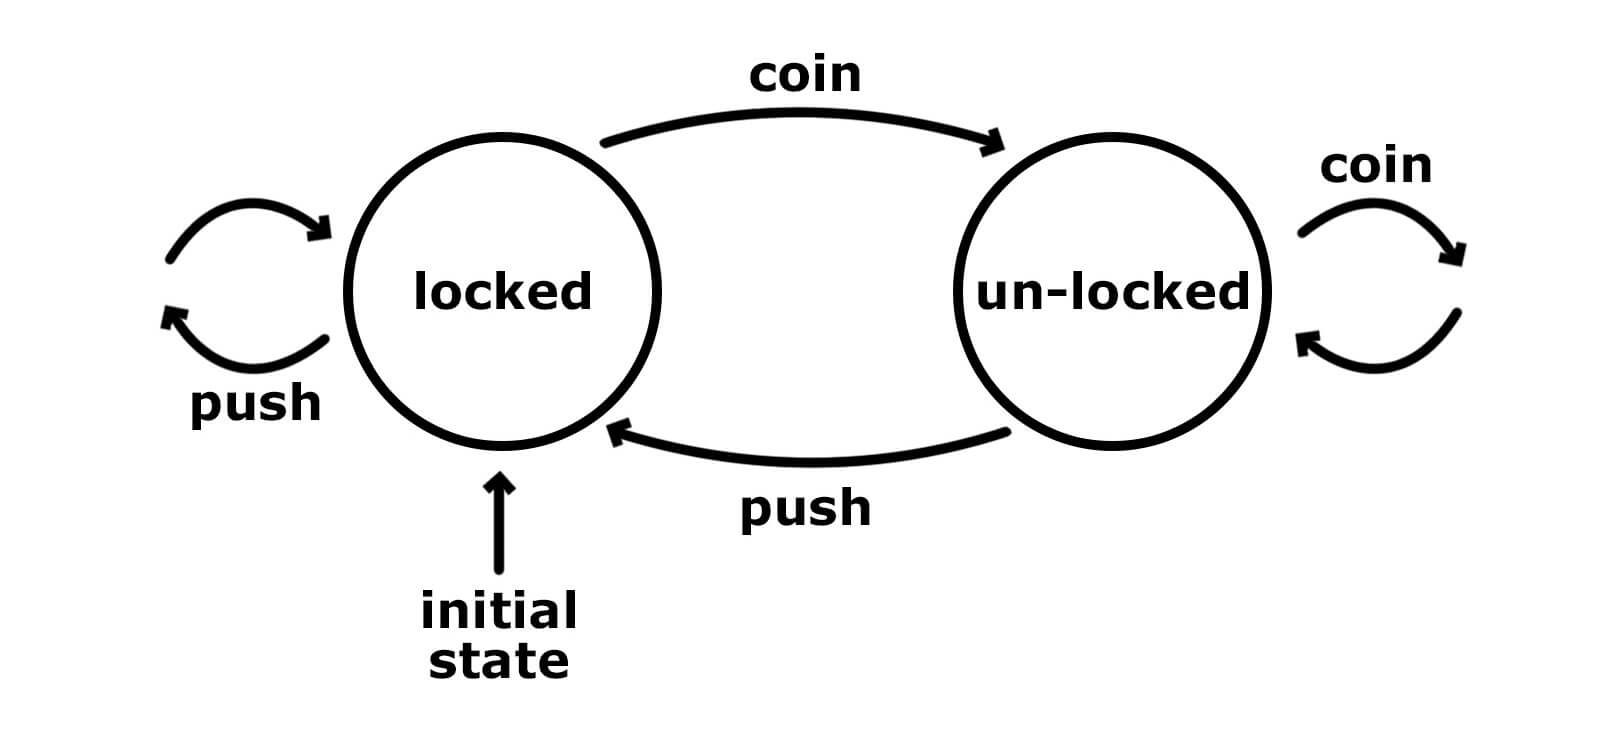 coin
coin
locked
un-locked
push
push
initial
state